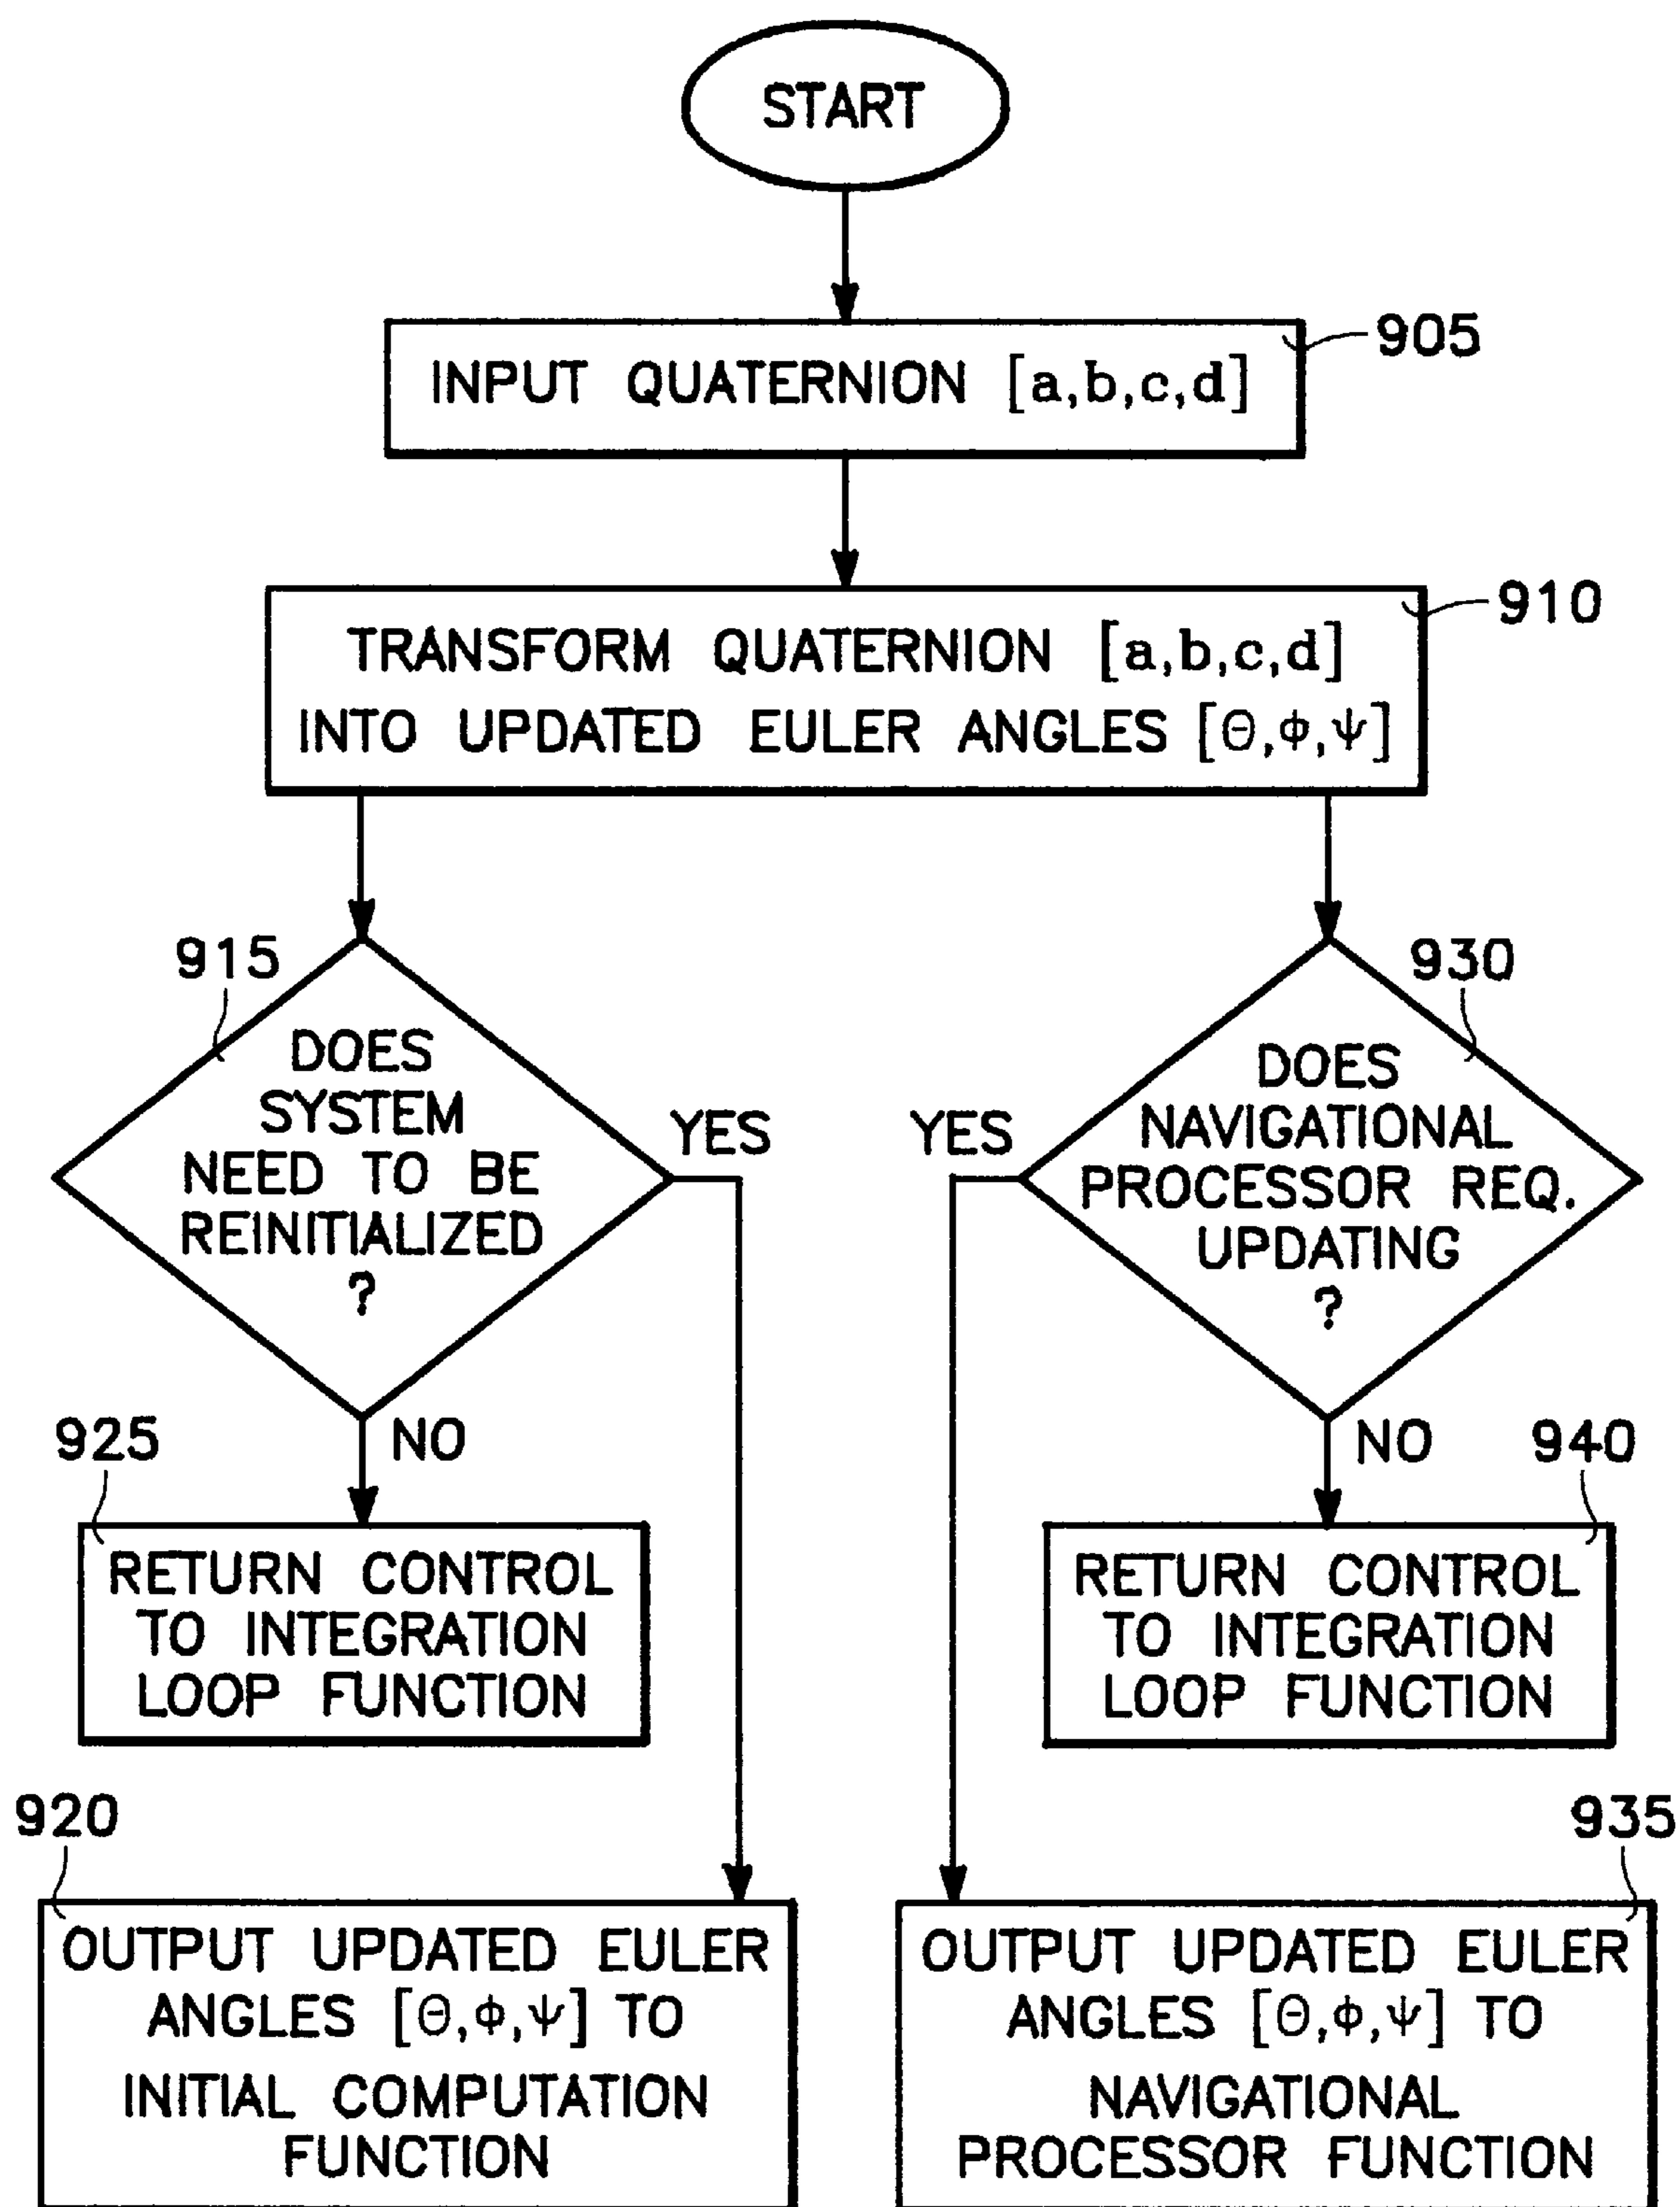 START
905
INPUT QUATERNION [a,b,c,d]
910
TRANSFORM QUATERNION [a,b,c,d]
INTO UPDATED EULER ANGLES [Θ,ϕ,ψ]
915
DOES
SYSTEM
NEED TO BE
REINITIALIZED
?
YES
NO
930
DOES
NAVIGATIONAL
PROCESSOR REQ.
UPDATING
?
YES
NO
925
RETURN CONTROL
TO INTEGRATION
LOOP FUNCTION
940
RETURN CONTROL
TO INTEGRATION
LOOP FUNCTION
920
OUTPUT UPDATED EULER
ANGLES [Θ,ϕ,ψ] TO
INITIAL COMPUTATION
FUNCTION
935
OUTPUT UPDATED EULER
ANGLES [Θ,ϕ,ψ] TO
NAVIGATIONAL
PROCESSOR FUNCTION